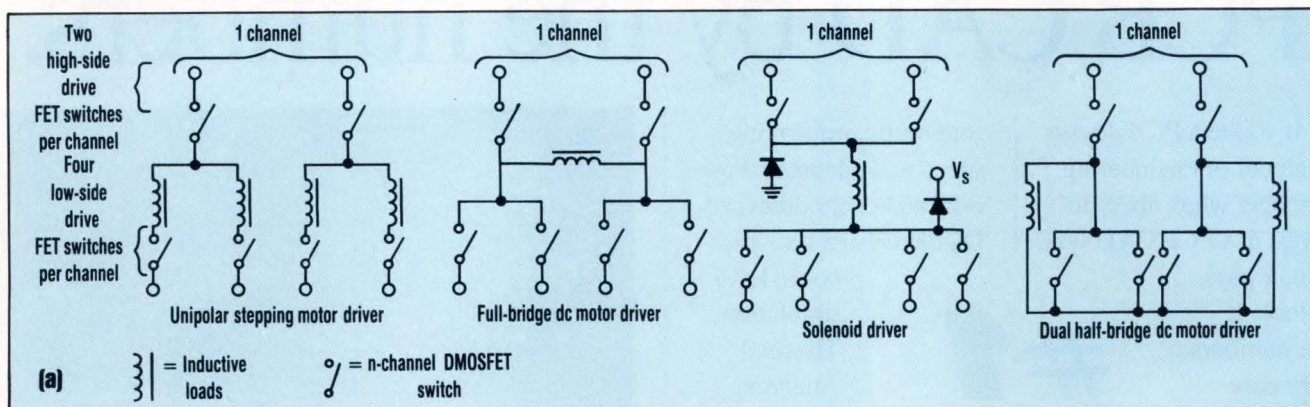 Two
high-side
drive
FET switches
per channel
Four
low-side
drive
FET switches
per channel
1 channel
Unipolar stepping motor driver
1 channel
Full-bridge dc motor driver
1 channel
VS
Solenoid driver
1 channel
Dual half-bridge dc motor driver
(a)
= Inductive
loads
= n-channel DMOSFET
switch